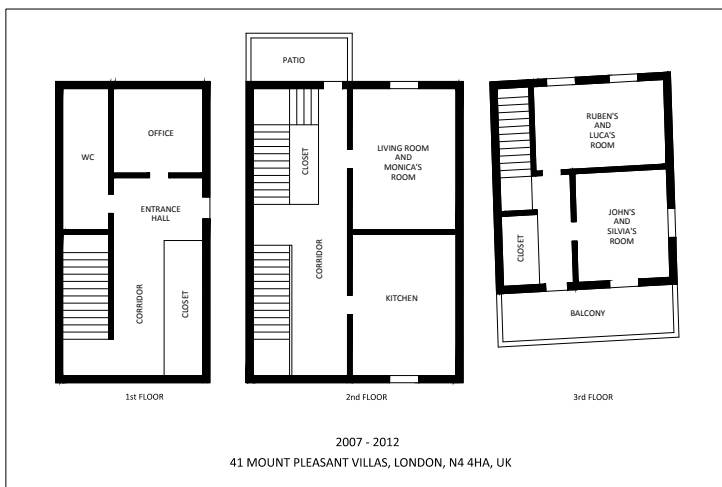 PATIO
OFFICE
WC
ENTRANCE
HALL
CORRIDOR
CLOSET
1st FLOOR
CLOSET
LIVING ROOM
AND
MONICA'S
ROOM
CORRIDOR
KITCHEN
2nd FLOOR
RUBEN'S
AND
LUCA'S
ROOM
JOHN'S
AND
SILVIA'S
ROOM
CLOSET
BALCONY
3rd FLOOR
2007 - 2012
41 MOUNT PLEASANT VILLAS, LONDON, N4 4HA, UK